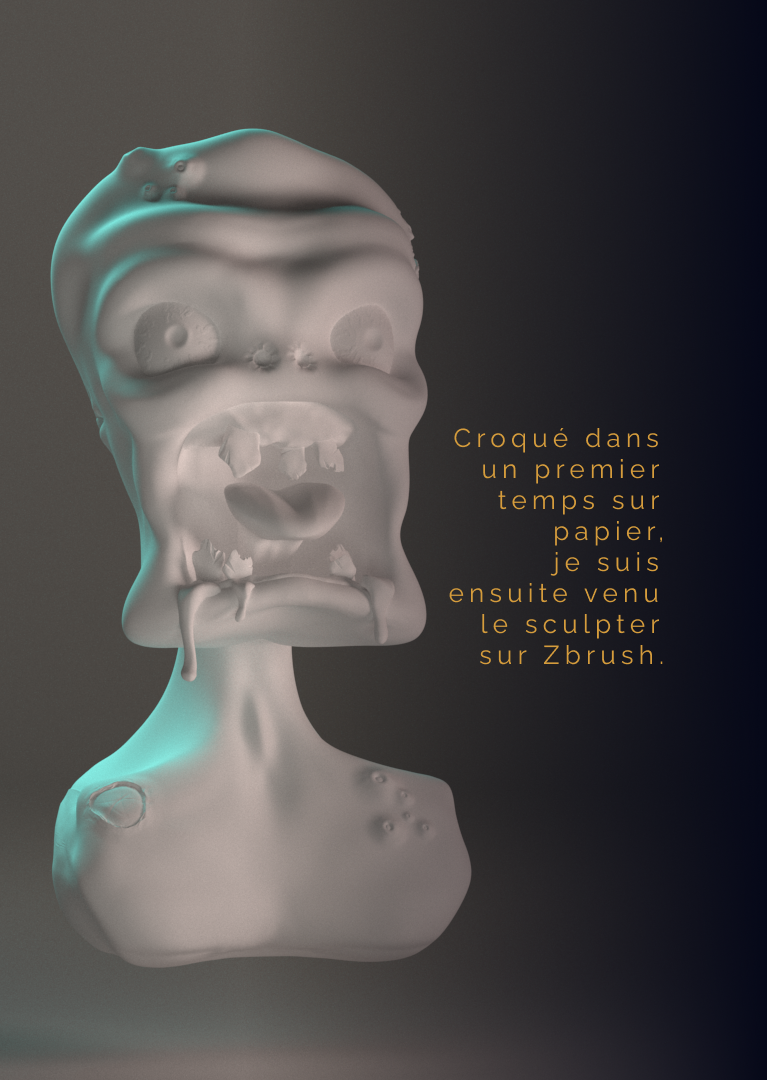 Croqué dans
un premier
temps sur
papier,
je suis
ensuite venu
le sculpter
sur Zbrush.